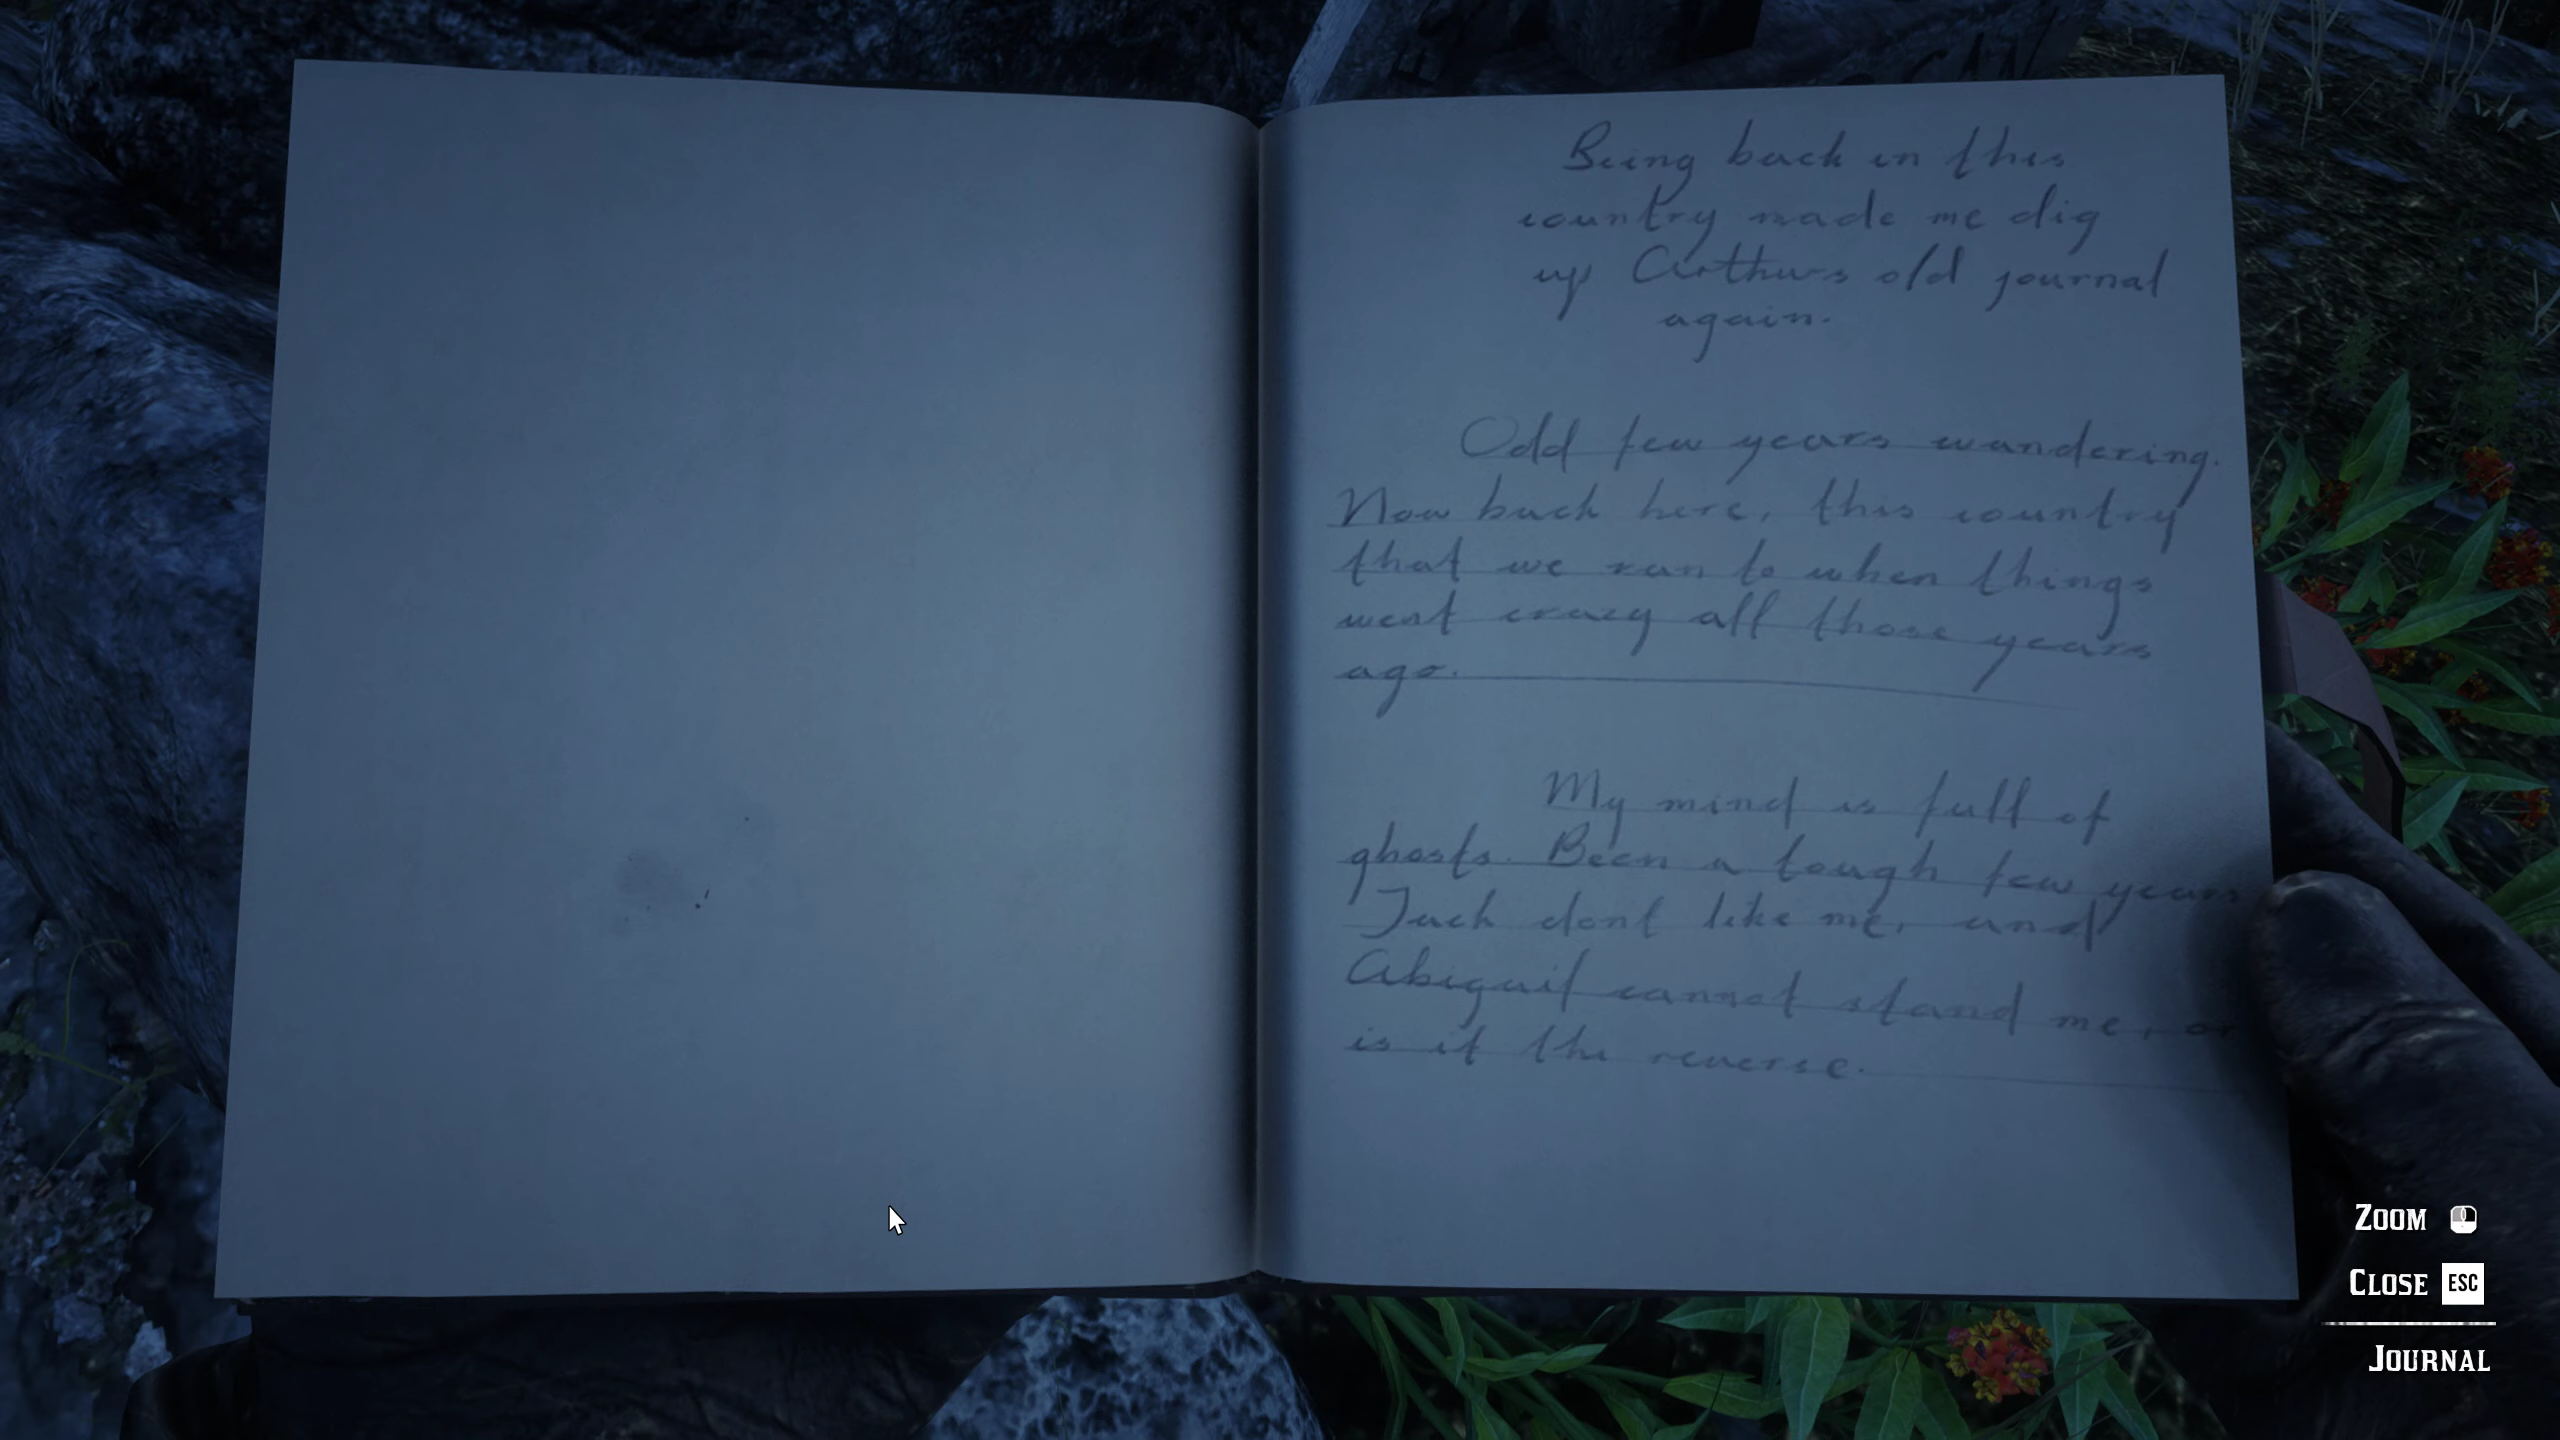 Being back in this
country made me dig
up Arthurs old journal
again.
Odd few years wandering.
Now back here, this country
that we ran to when things
went crazy all those years
ago.
My mind is full of
ghosts. Been a tough few years
Jack dont like me, and
Abigail cannot stand me, or
is it the reverse.
ZOOM
CLOSE ESC
JOURNAL